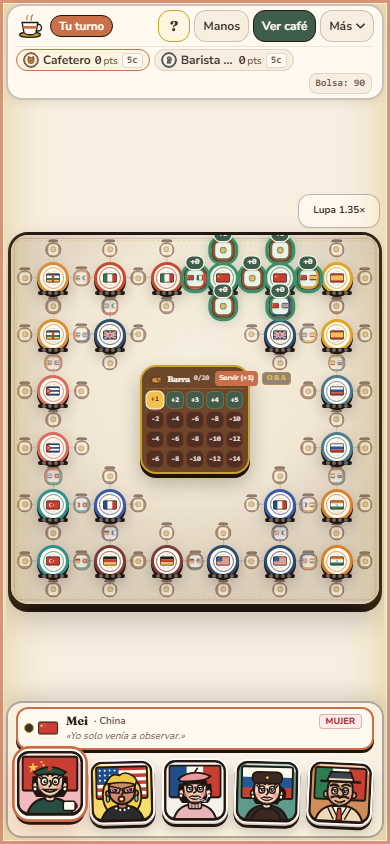 Tu turno
?
Manos
Ver café
Más
Cafetero 0 pts 5c
Barista ... 0 pts 5c
Bolsa: 90
Lupa 1.35×
+0 +0
+0 +0
Barra 0/20 Servir (+1) Q & A
+1 +2 +3 +4 +5
-2 -4 -6 -8 -10
-4 -6 -8 -10 -12
-6 -8 -10 -12 -14
Mei · China
MUJER
«Yo solo venía a observar.»